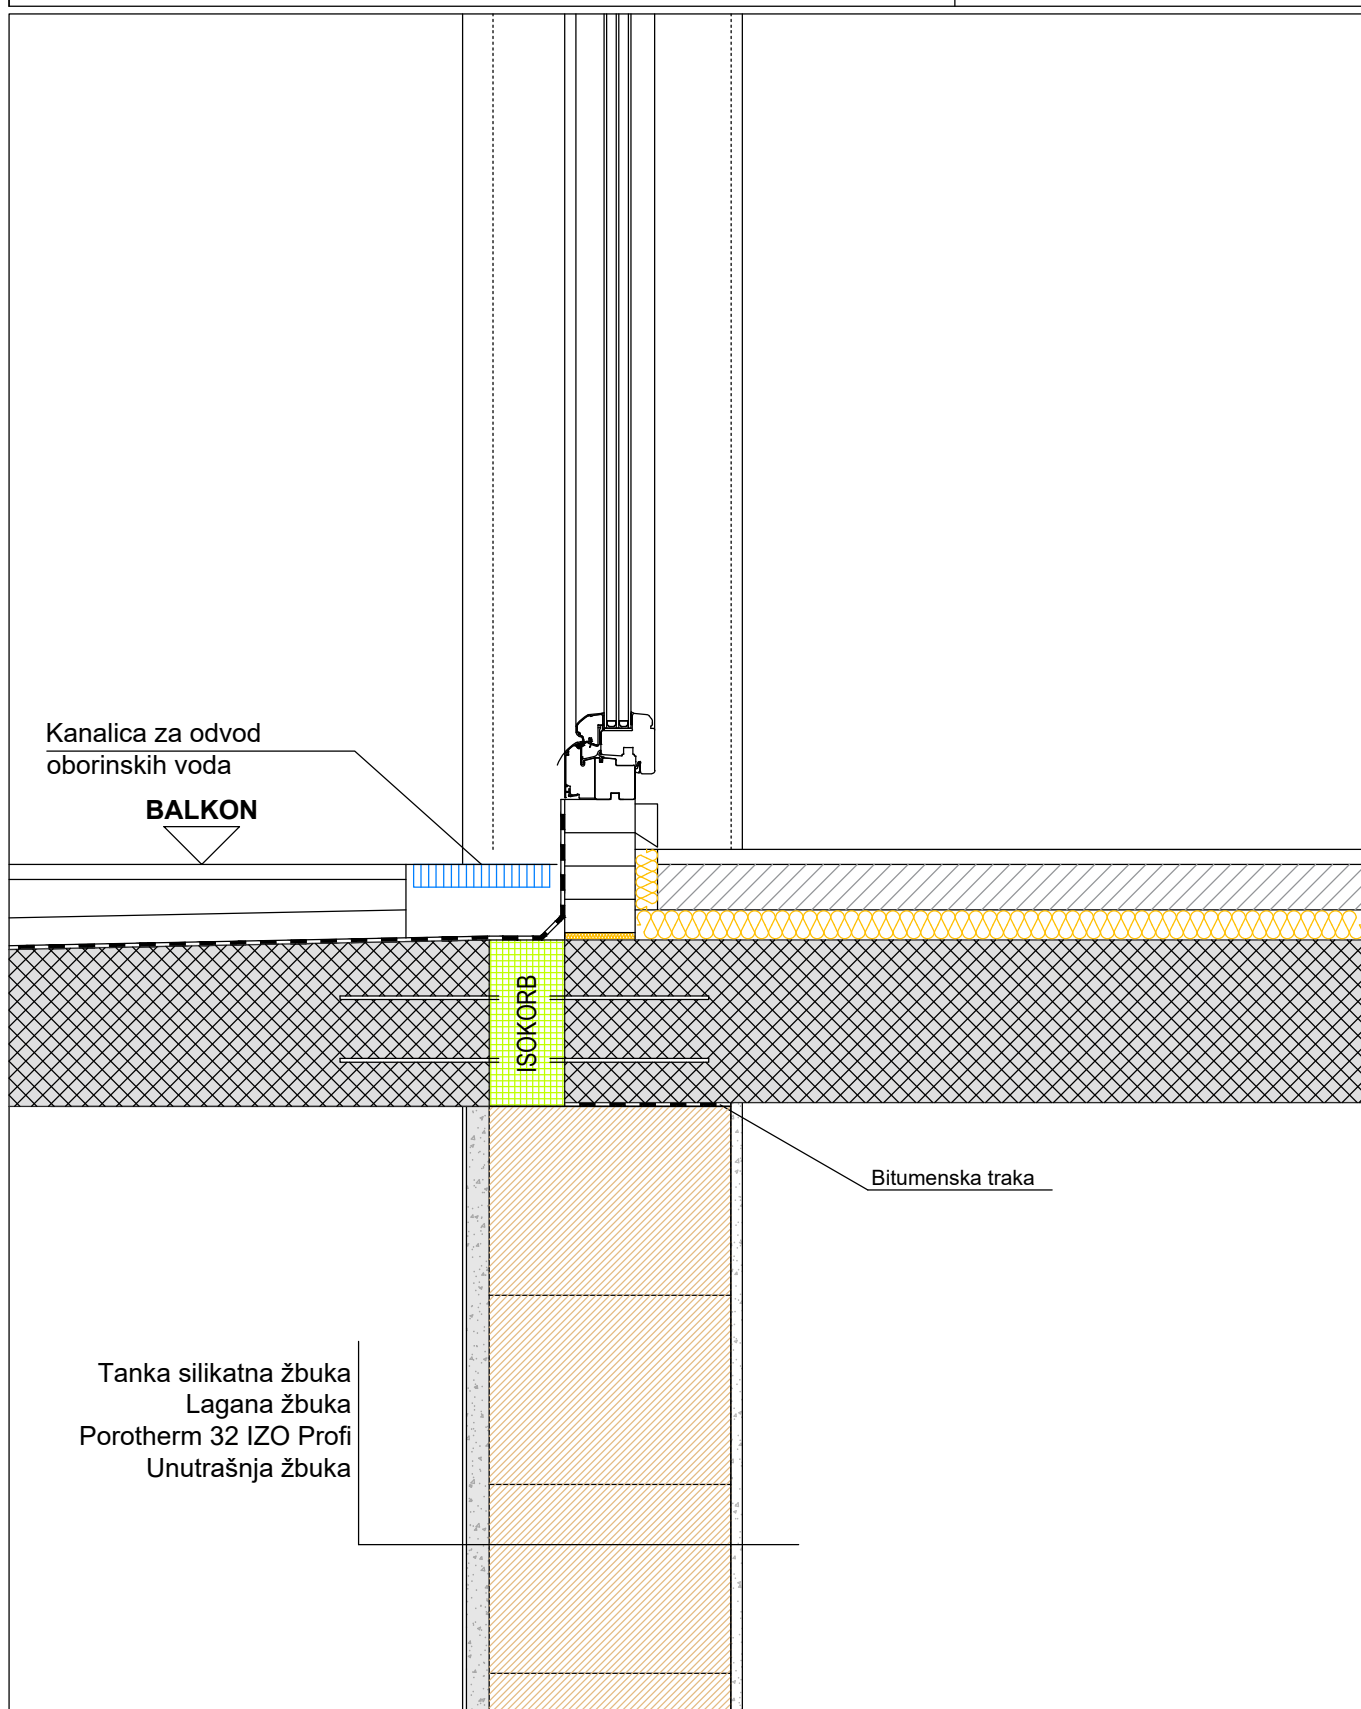 Kanalica za odvod
oborinskih voda
BALKON
ISOKORB
Bitumenska traka
Tanka silikatna žbuka
Lagana žbuka
Porotherm 32 IZO Profi
Unutrašnja žbuka